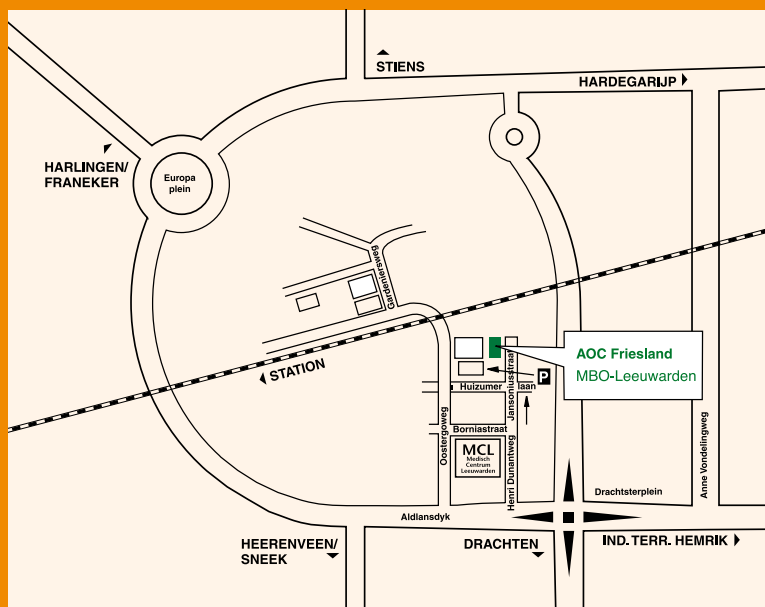 STIENS
HARDEGARIJP
HARLINGEN/
FRANEKER
Europa
plein
Gardeniersweg
STATION
AOC Friesland
MBO-Leeuwarden
P
Huizumer laan
Jansoniusstraat
Oostergoweg
Borniastraat
MCL
Medisch
Centrum
Leeuwarden
Henri Dunantweg
Anne Vondelingweg
Drachtsterplein
Aldlansdyk
HEERENVEEN/
SNEEK
DRACHTEN
IND. TERR. HEMRIK